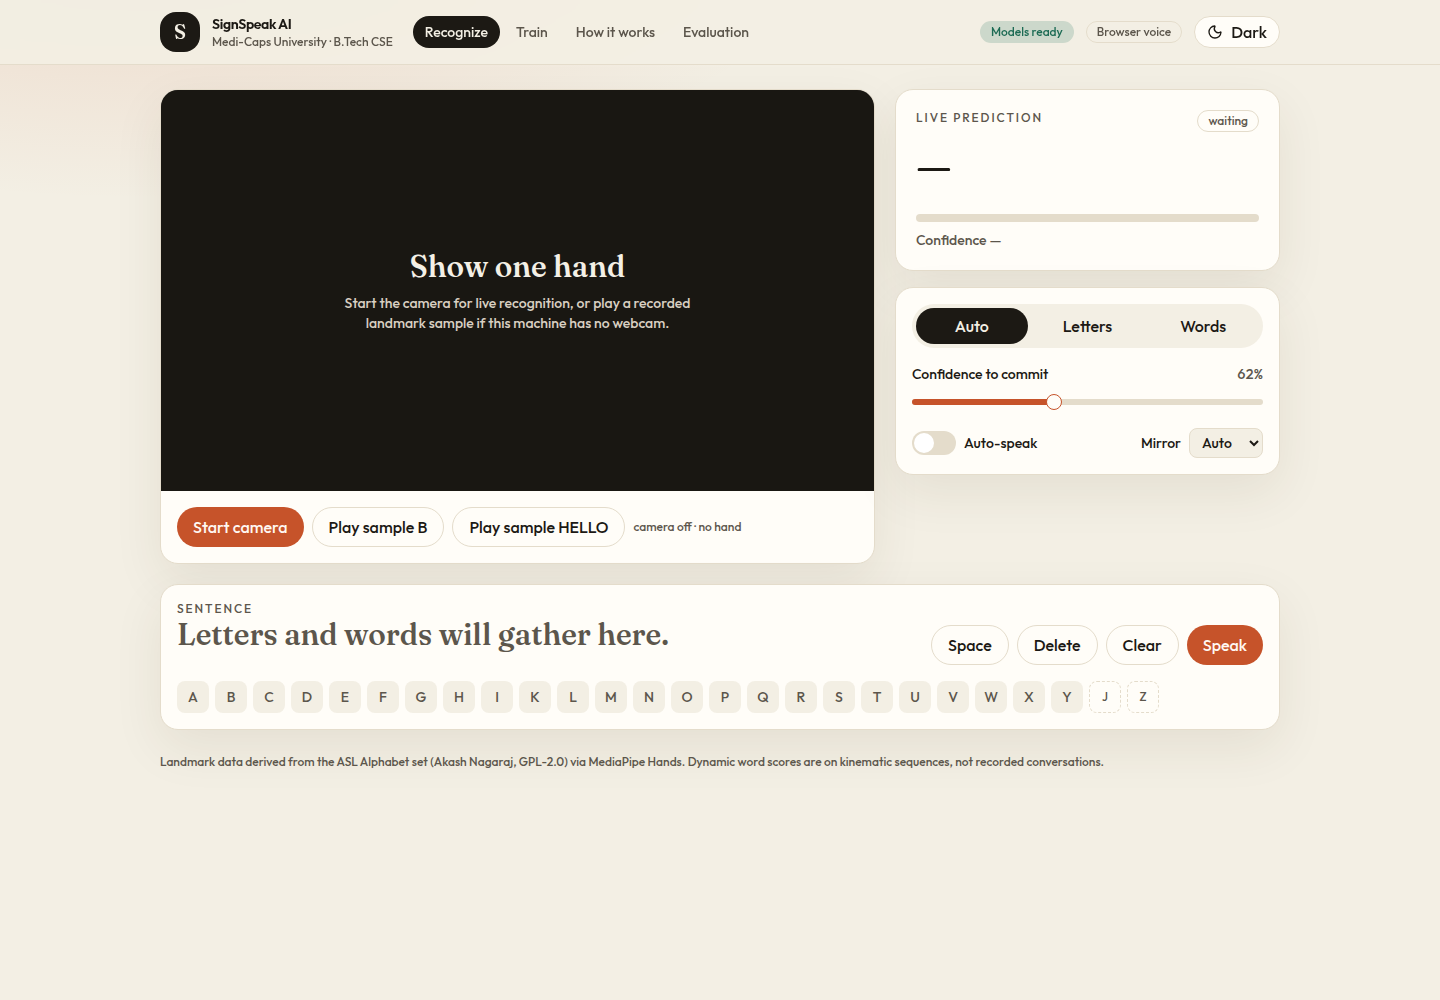 S
SignSpeak AI
Medi-Caps University · B.Tech CSE
Recognize
Train
How it works
Evaluation
Models ready
Browser voice
Dark
Show one hand
Start the camera for live recognition, or play a recorded
landmark sample if this machine has no webcam.
Start camera
Play sample B
Play sample HELLO
camera off · no hand
LIVE PREDICTION
waiting
—
Confidence —
Auto
Letters
Words
Confidence to commit
62%
Auto-speak
Mirror
Auto
SENTENCE
Letters and words will gather here.
Space
Delete
Clear
Speak
A B C D E F G H I K L M N O P Q R S T U V W X Y J Z
Landmark data derived from the ASL Alphabet set (Akash Nagaraj, GPL-2.0) via MediaPipe Hands. Dynamic word scores are on kinematic sequences, not recorded conversations.